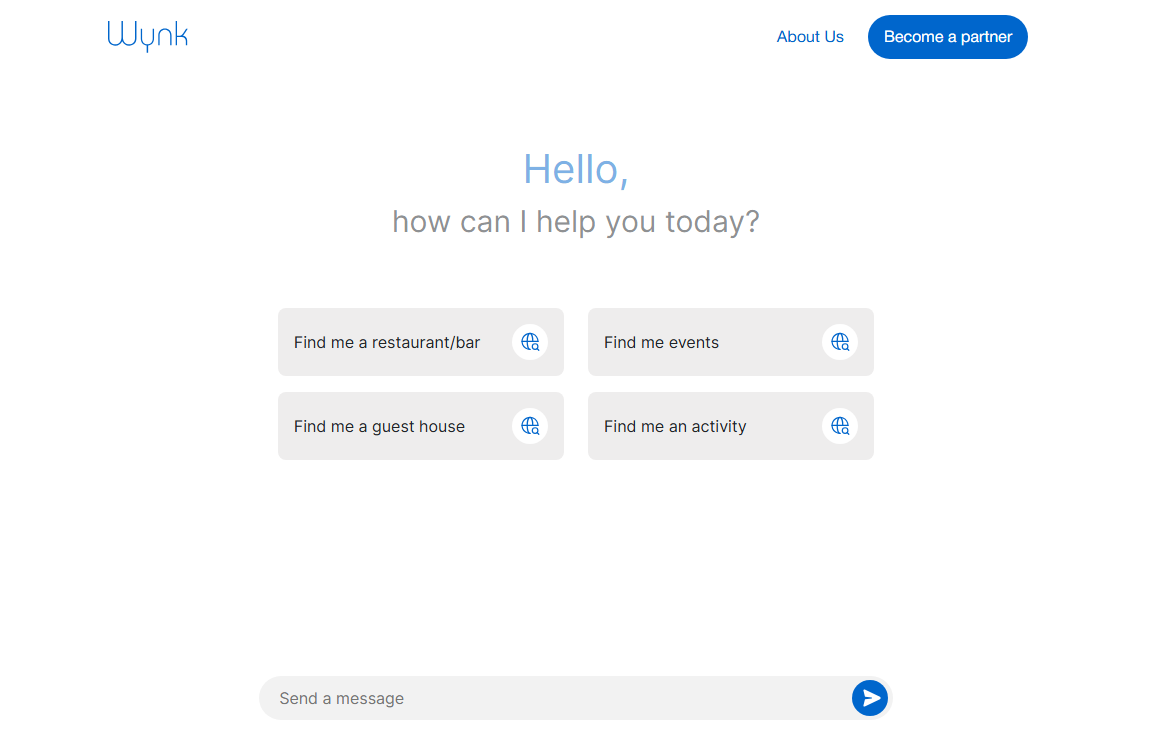 Wynk
About Us
Become a partner
Hello,
how can I help you today?
Find me a restaurant/bar
Find me events
Find me a guest house
Find me an activity
Send a message